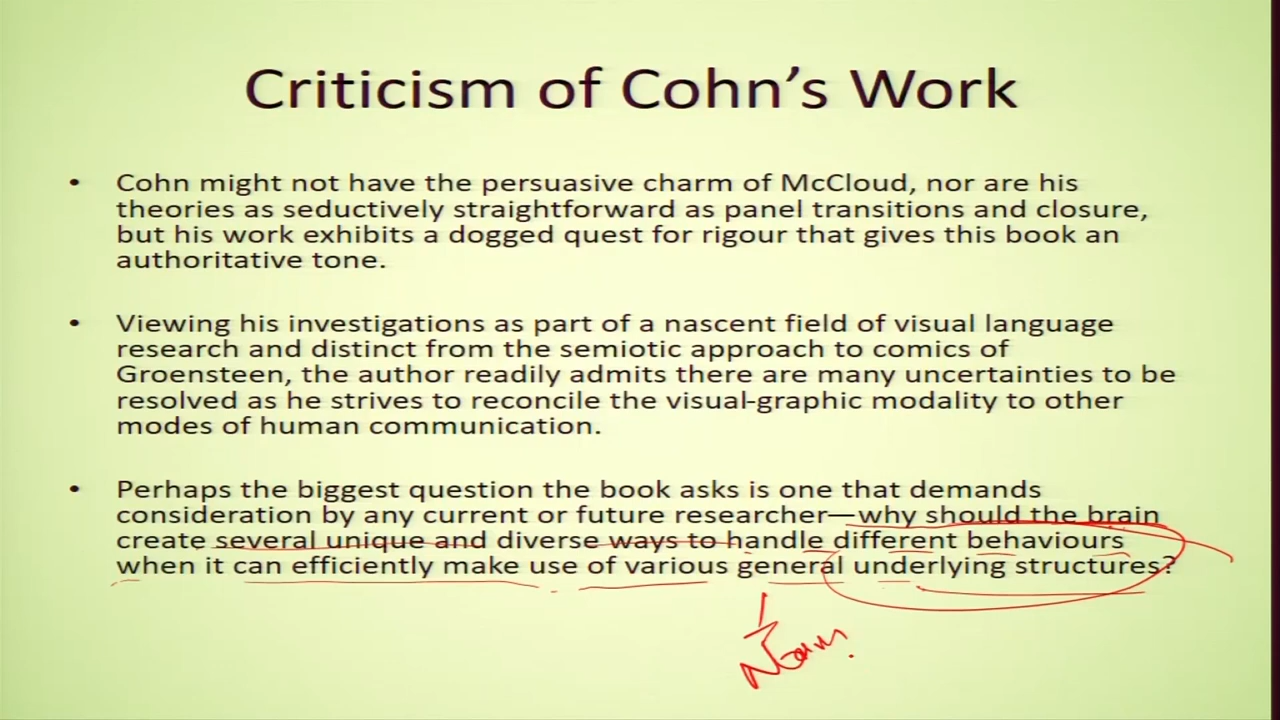 Criticism of Cohn's Work
• Cohn might not have the persuasive charm of McCloud, nor are his
theories as seductively straightforward as panel transitions and closure,
but his work exhibits a dogged quest for rigour that gives this book an
authoritative tone.
• Viewing his investigations as part of a nascent field of visual language
research and distinct from the semiotic approach to comics of
Groensteen, the author readily admits there are many uncertainties to be
resolved as he strives to reconcile the visual-graphic modality to other
modes of human communication.
• Perhaps the biggest question the book asks is one that demands
consideration by any current or future researcher—why should the brain
create several unique and diverse ways to handle different behaviours
when it can efficiently make use of various general underlying structures?